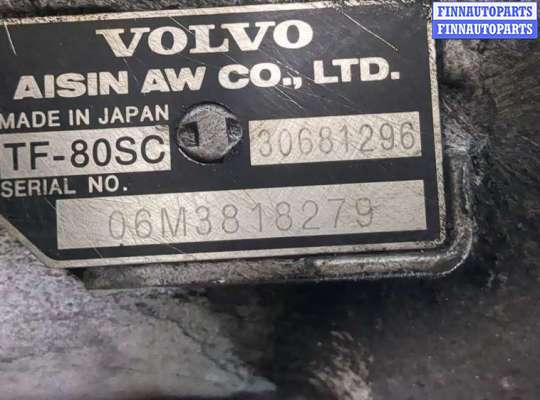 FINNAUTOPARTS
FINNAUTOPARTS
VOLVO
AISIN AW CO., LTD.
MADE IN JAPAN
TF-80SC 30681296
SERIAL NO.
06M3818279